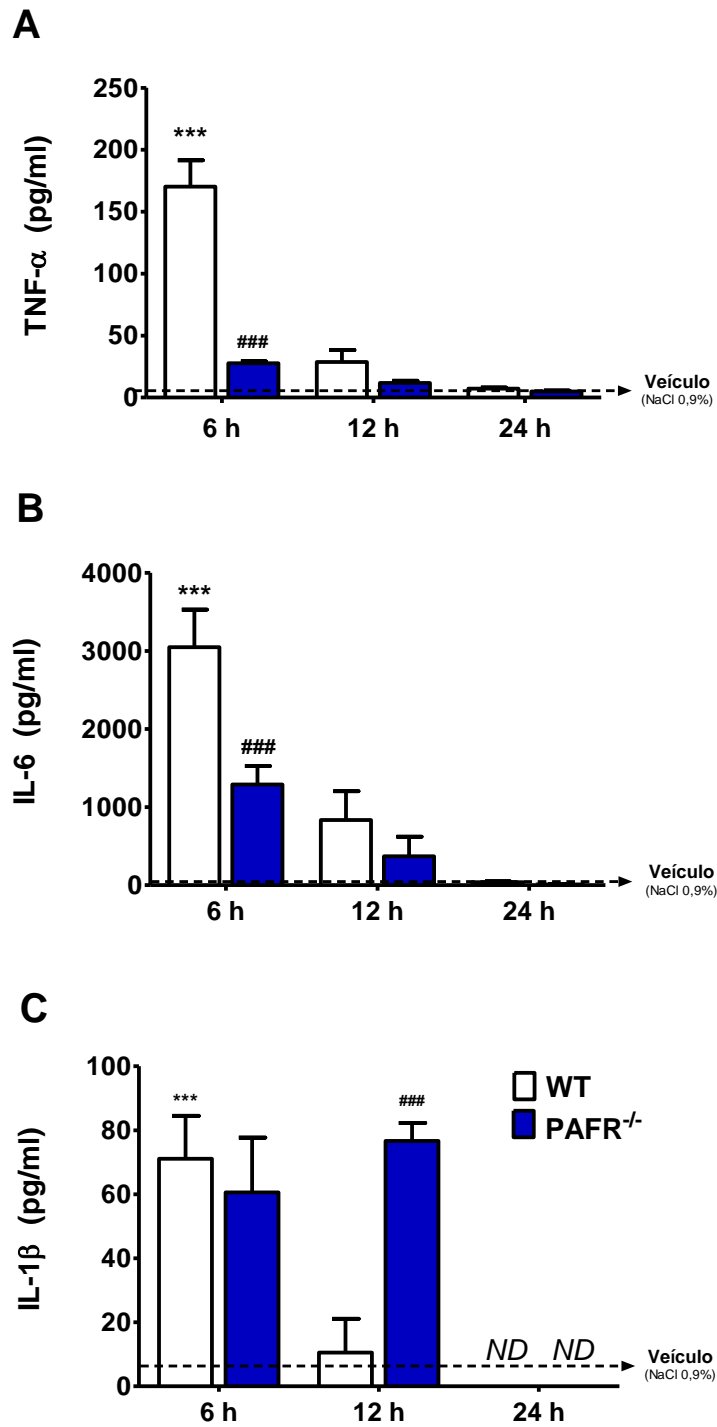 A
TNF-α (pg/ml)
250
200
150
100
50
0
***
###
6 h 12 h 24 h
Veículo
(NaCl 0,9%)
B
IL-6 (pg/ml)
4000
3000
2000
1000
0
***
###
6 h 12 h 24 h
Veículo
(NaCl 0,9%)
C
IL-1β (pg/ml)
100
80
60
40
20
0
***
###
WT
PAFR-/-
ND ND
6 h 12 h 24 h
Veículo
(NaCl 0,9%)